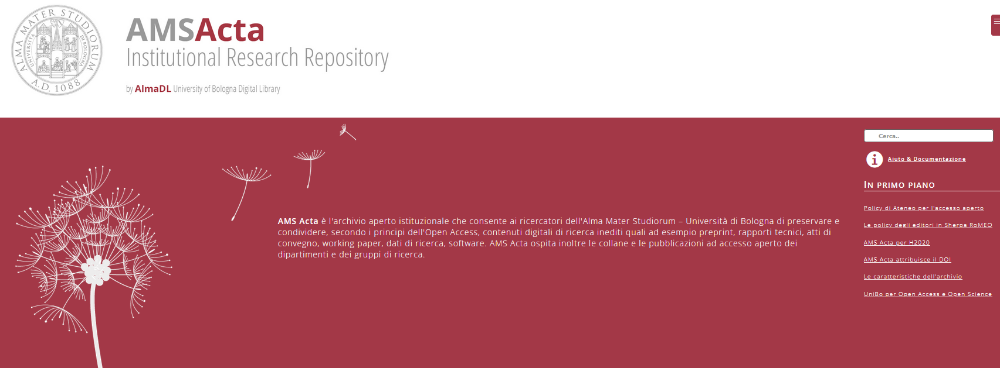 ALMA MATER STUDIORUM
UNIVERSITÀ DI BOLOGNA
A.D. 1088
AMSActa
Institutional Research Repository
by AlmaDL University of Bologna Digital Library
Cerca..
Aiuto & Documentazione
In primo piano
Policy di Ateneo per l'accesso aperto
Le policy degli editori in Sherpa RoMEO
AMS Acta per H2020
AMS Acta attribuisce il DOI
Le caratteristiche dell'archivio
UniBo per Open Access e Open Science
AMS Acta è l'archivio aperto istituzionale che consente ai ricercatori dell'Alma Mater Studiorum – Università di Bologna di preservare e
condividere, secondo i principi dell'Open Access, contenuti digitali di ricerca inediti quali ad esempio preprint, rapporti tecnici, atti di
convegno, working paper, dati di ricerca, software. AMS Acta ospita inoltre le collane e le pubblicazioni ad accesso aperto dei
dipartimenti e dei gruppi di ricerca.